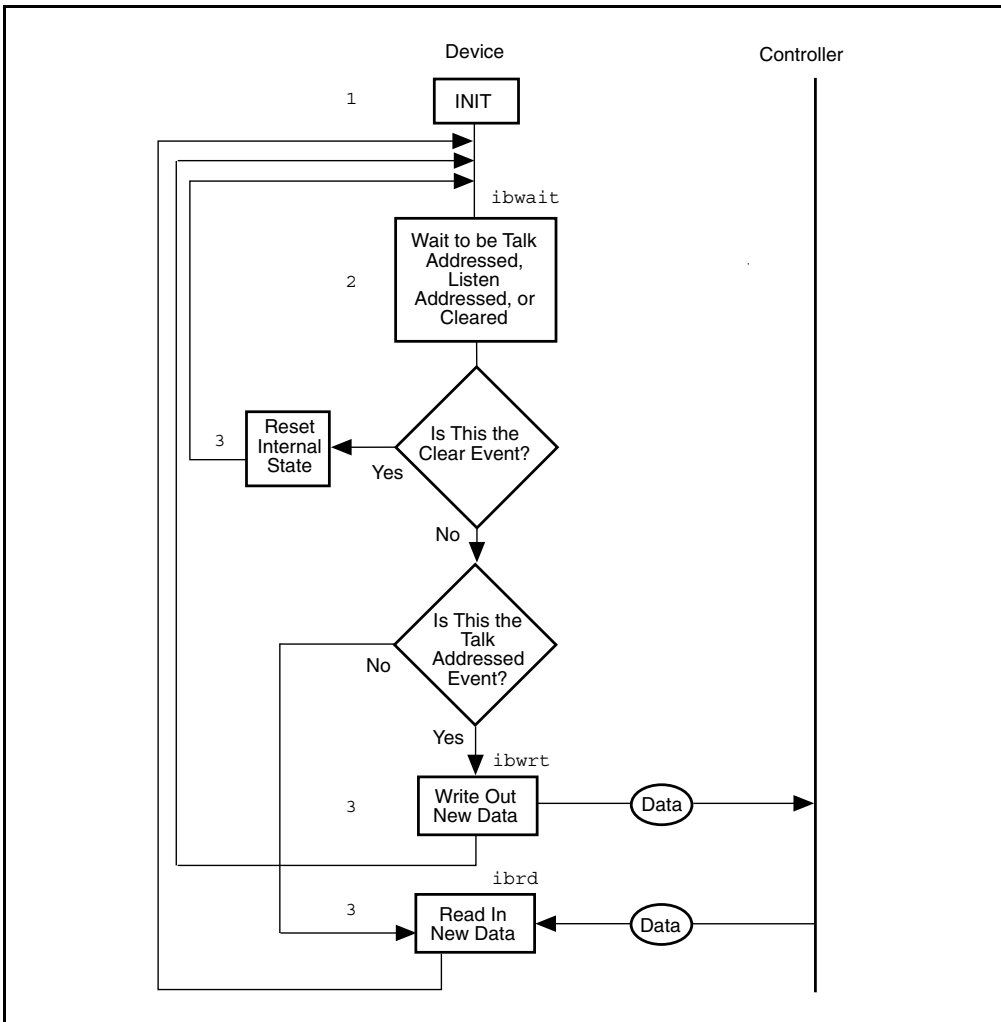 Device
Controller
1
INIT
ibwait
2
Wait to be Talk
Addressed,
Listen
Addressed, or
Cleared
3
Reset
Internal
State
Yes
Is This the
Clear Event?
No
Is This the
Talk
Addressed
Event?
No
Yes
ibwrt
3
Write Out
New Data
Data
ibrd
3
Read In
New Data
Data